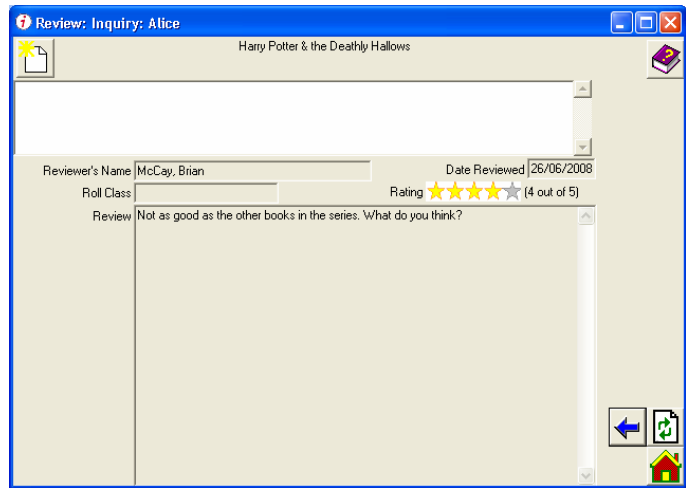 Review: Inquiry: Alice
Harry Potter & the Deathly Hallows
Reviewer's Name McCay, Brian Date Reviewed 26/06/2008
Roll Class Rating (4 out of 5)
Review Not as good as the other books in the series. What do you think?